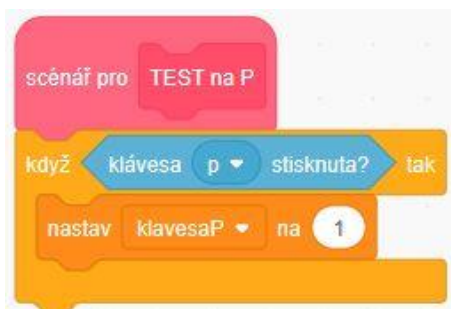 scénář pro TEST na P
když klávesa p stisknuta? tak
nastav klavesaP na 1